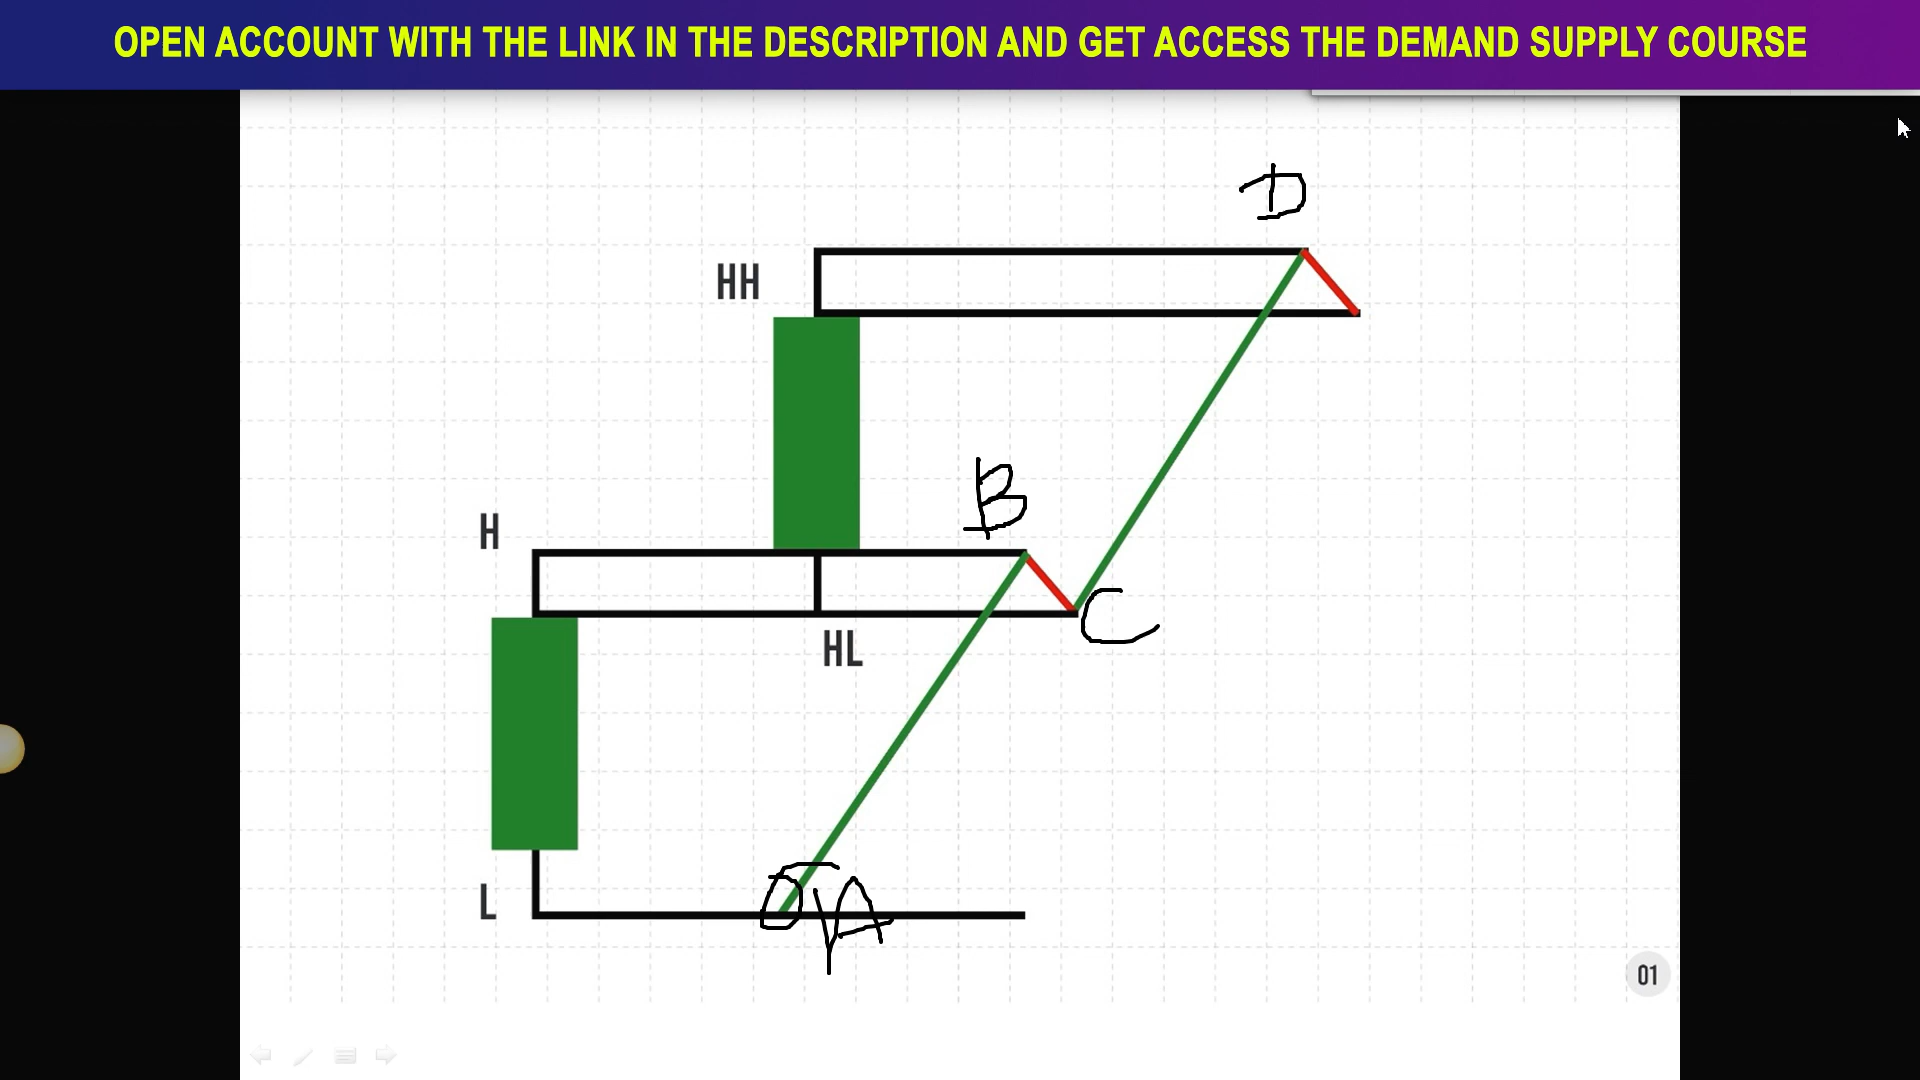 OPEN ACCOUNT WITH THE LINK IN THE DESCRIPTION AND GET ACCESS THE DEMAND SUPPLY COURSE
D
HH
B
H
C
HL
A
L
01